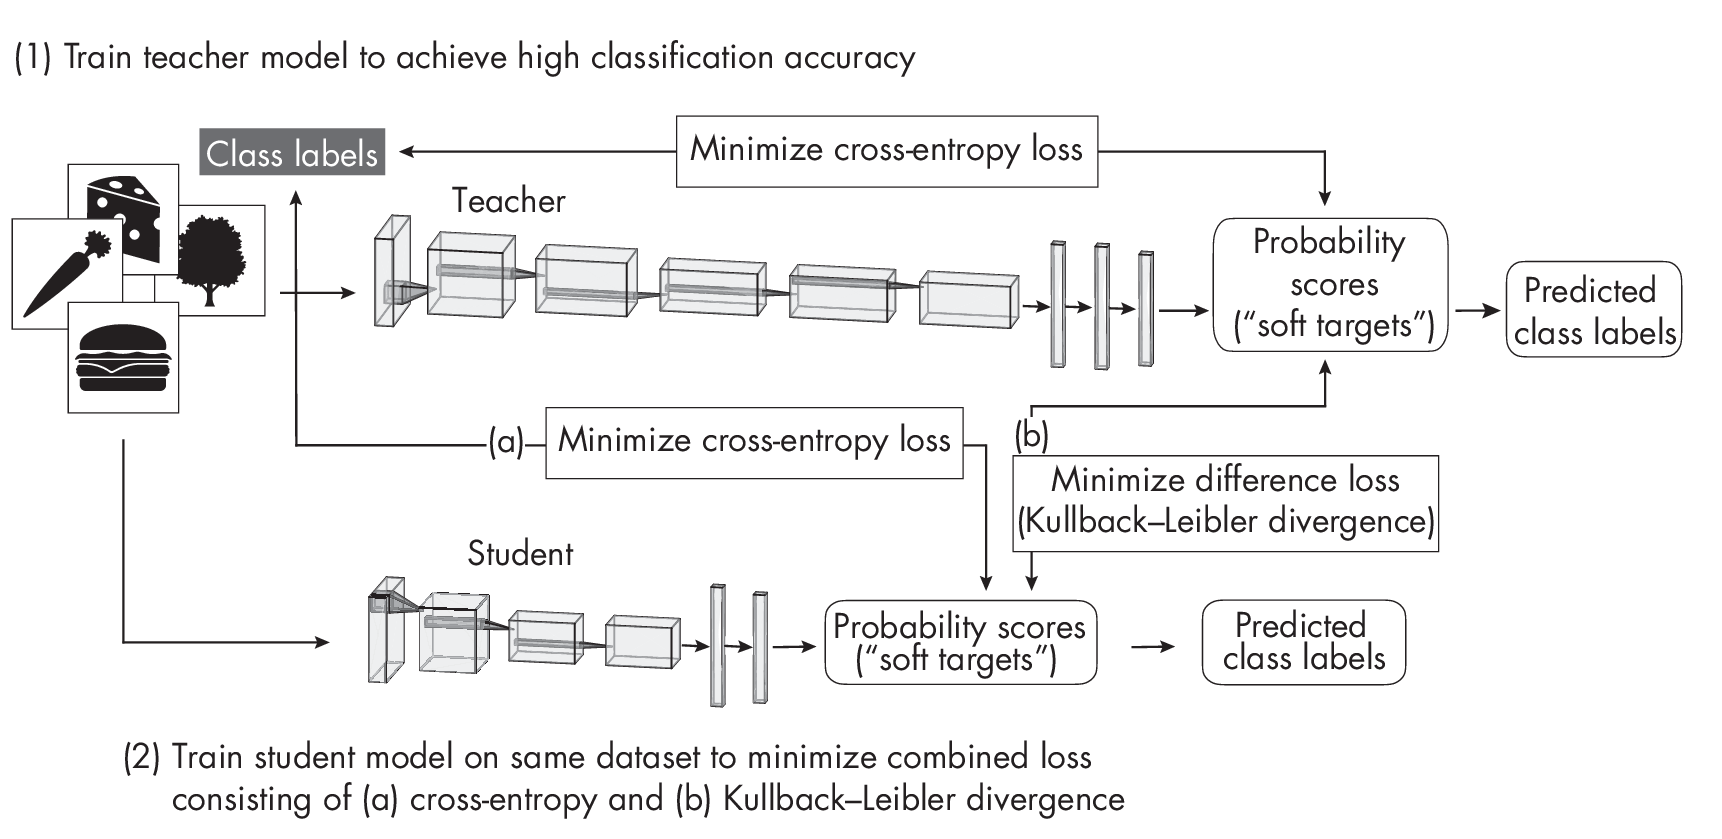 (1) Train teacher model to achieve high classification accuracy
Class labels
Minimize cross-entropy loss
Teacher
Probability
scores
(“soft targets”)
Predicted
class labels
(a)
Minimize cross-entropy loss
(b)
Minimize difference loss
(Kullback–Leibler divergence)
Student
Probability scores
(“soft targets”)
Predicted
class labels
(2) Train student model on same dataset to minimize combined loss
consisting of (a) cross-entropy and (b) Kullback–Leibler divergence